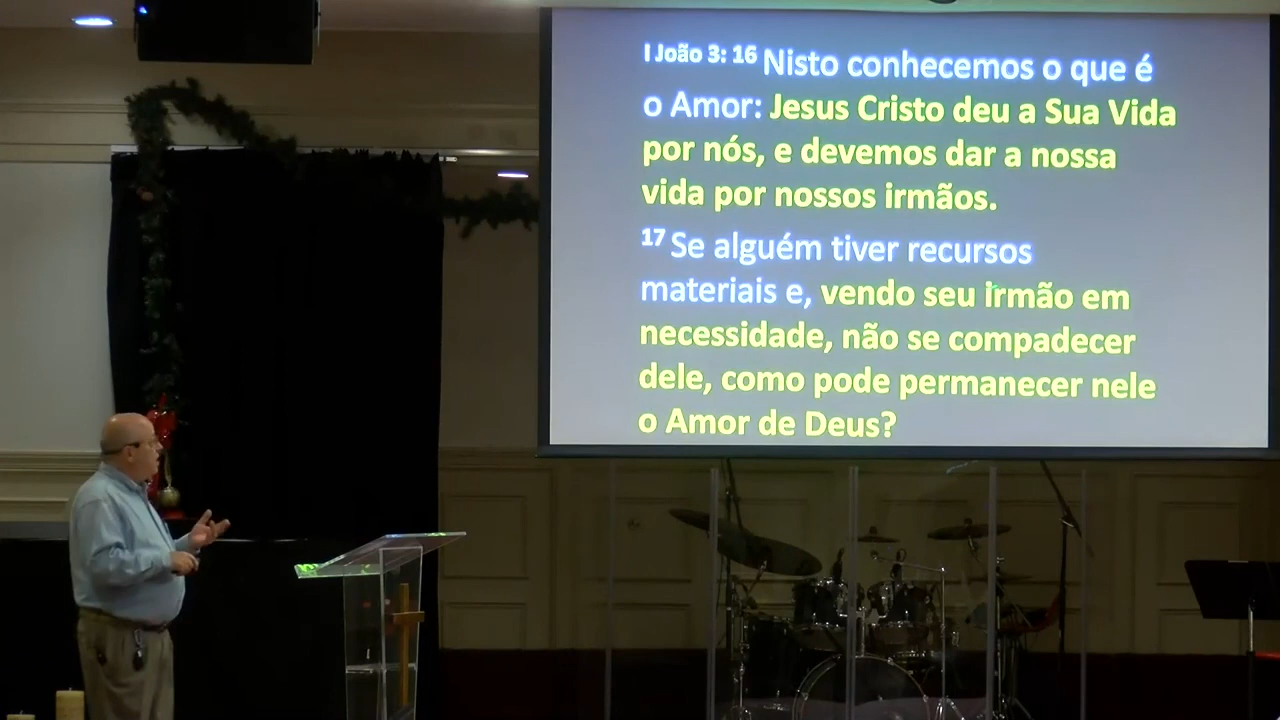 I João 3: 16 Nisto conhecemos o que é
o Amor: Jesus Cristo deu a Sua Vida
por nós, e devemos dar a nossa
vida por nossos irmãos.
17 Se alguém tiver recursos
materiais e, vendo seu irmão em
necessidade, não se compadecer
dele, como pode permanecer nele
o Amor de Deus?